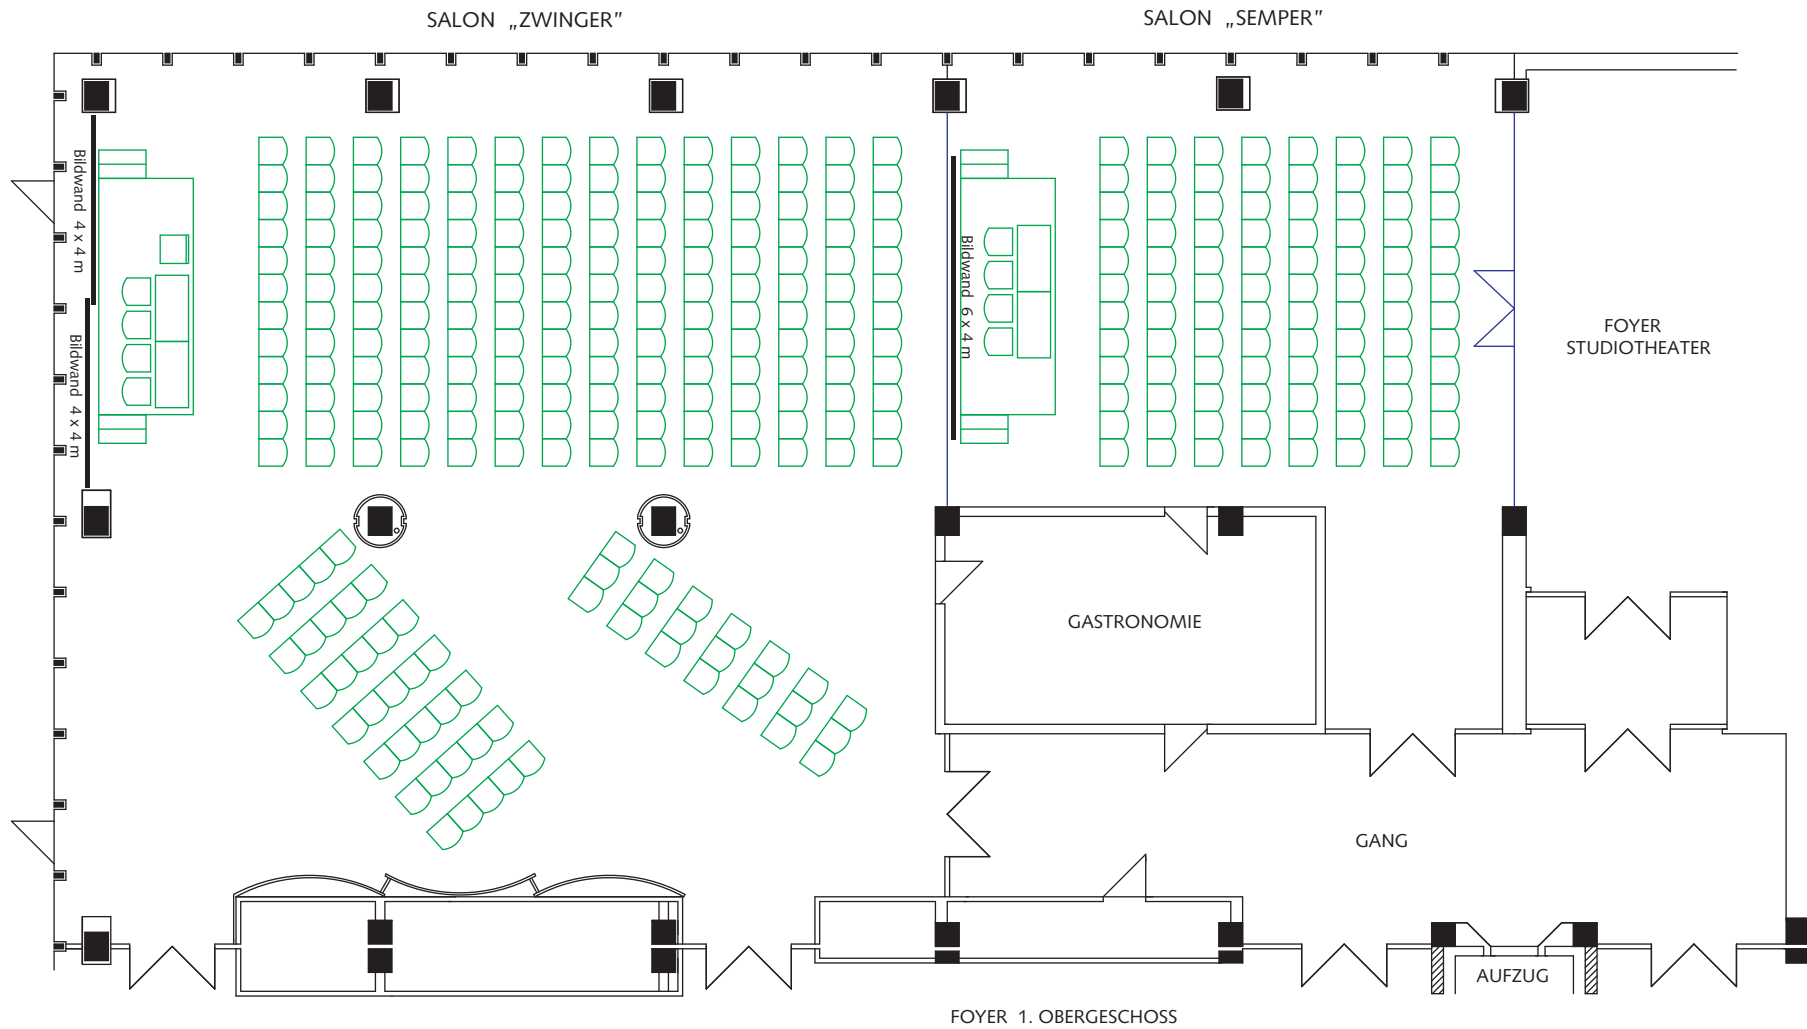 SALON „ZWINGER”
SALON „SEMPER”
Bildwand 4 x 4 m
Bildwand 4 x 4 m
Bildwand 6 x 4 m
FOYER
STUDIOTHEATER
GASTRONOMIE
GANG
AUFZUG
FOYER 1. OBERGESCHOSS